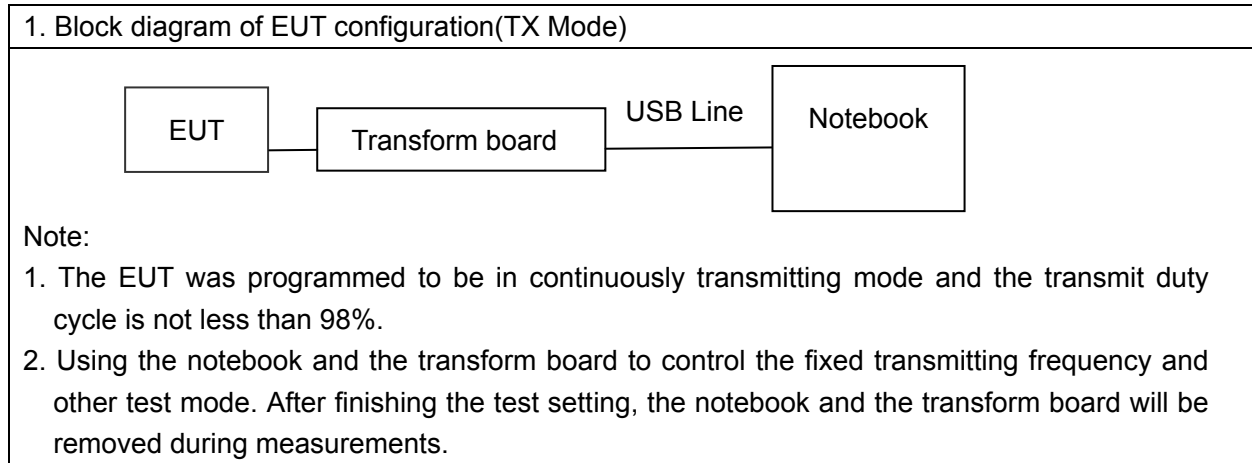 1. Block diagram of EUT configuration(TX Mode)
EUT
Transform board
USB Line
Notebook
Note:
1. The EUT was programmed to be in continuously transmitting mode and the transmit duty
cycle is not less than 98%.
2. Using the notebook and the transform board to control the fixed transmitting frequency and
other test mode. After finishing the test setting, the notebook and the transform board will be
removed during measurements.